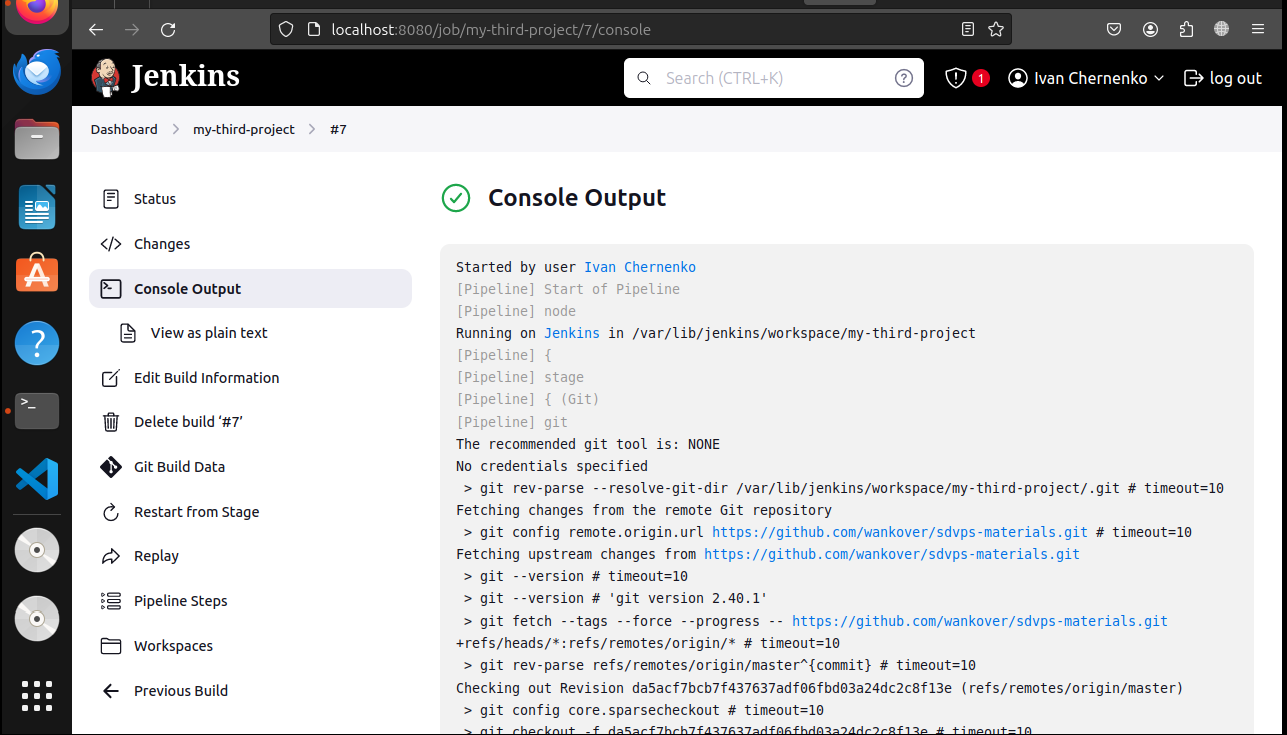 localhost:8080/job/my-third-project/7/console
Jenkins
Search (CTRL+K)
1
Ivan Chernenko
log out
Dashboard
my-third-project
#7
Status
Changes
Console Output
View as plain text
Edit Build Information
Delete build ‘#7’
Git Build Data
Restart from Stage
Replay
Pipeline Steps
Workspaces
Previous Build
Console Output
Started by user Ivan Chernenko
[Pipeline] Start of Pipeline
[Pipeline] node
Running on Jenkins in /var/lib/jenkins/workspace/my-third-project
[Pipeline] {
[Pipeline] stage
[Pipeline] { (Git)
[Pipeline] git
The recommended git tool is: NONE
No credentials specified
> git rev-parse --resolve-git-dir /var/lib/jenkins/workspace/my-third-project/.git # timeout=10
Fetching changes from the remote Git repository
> git config remote.origin.url https://github.com/wankover/sdvps-materials.git # timeout=10
Fetching upstream changes from https://github.com/wankover/sdvps-materials.git
> git --version # timeout=10
> git --version # 'git version 2.40.1'
> git fetch --tags --force --progress -- https://github.com/wankover/sdvps-materials.git
+refs/heads/*:refs/remotes/origin/* # timeout=10
> git rev-parse refs/remotes/origin/master^{commit} # timeout=10
Checking out Revision da5acf7bcb7f437637adf06fbd03a24dc2c8f13e (refs/remotes/origin/master)
> git config core.sparsecheckout # timeout=10
> git checkout -f da5acf7bcb7f437637adf06fbd03a24dc2c8f13e # timeout=10